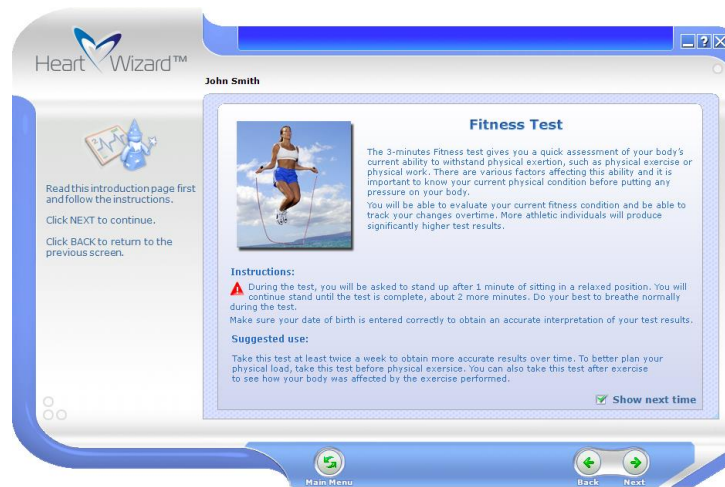 Heart Wizard™
John Smith
Read this introduction page first
and follow the instructions.
Click NEXT to continue.
Click BACK to return to the
previous screen.
Fitness Test
The 3-minutes Fitness test gives you a quick assessment of your body's
current ability to withstand physical exertion, such as physical exercise or
physical work. There are various factors affecting this ability and it is
important to know your current physical condition before putting any
pressure on your body.
You will be able to evaluate your current fitness condition and be able to
track your changes overtime. More athletic individuals will produce
significantly higher test results.
Instructions:
During the test, you will be asked to stand up after 1 minute of sitting in a relaxed position. You will
continue stand until the test is complete, about 2 more minutes. Do your best to breathe normally
during the test.
Make sure your date of birth is entered correctly to obtain an accurate interpretation of your test results.
Suggested use:
Take this test at least twice a week to obtain more accurate results over time. To better plan your
physical load, take this test before physical exersice. You can also take this test after exercise
to see how your body was affected by the exercise performed.
Show next time
Main Menu
Back Next